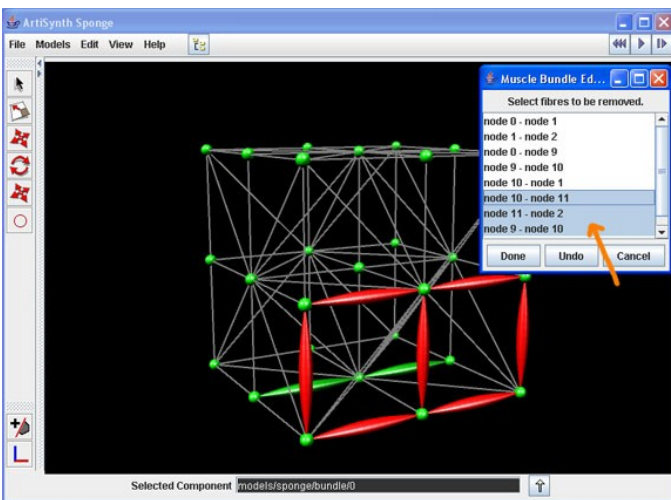 ArtiSynth Sponge
File Models Edit View Help
Muscle Bundle Ed...
Select fibres to be removed.
node 0 - node 1
node 1 - node 2
node 0 - node 9
node 9 - node 10
node 10 - node 1
node 10 - node 11
node 11 - node 2
node 9 - node 10
Done Undo Cancel
Selected Component models/sponge/bundle/0